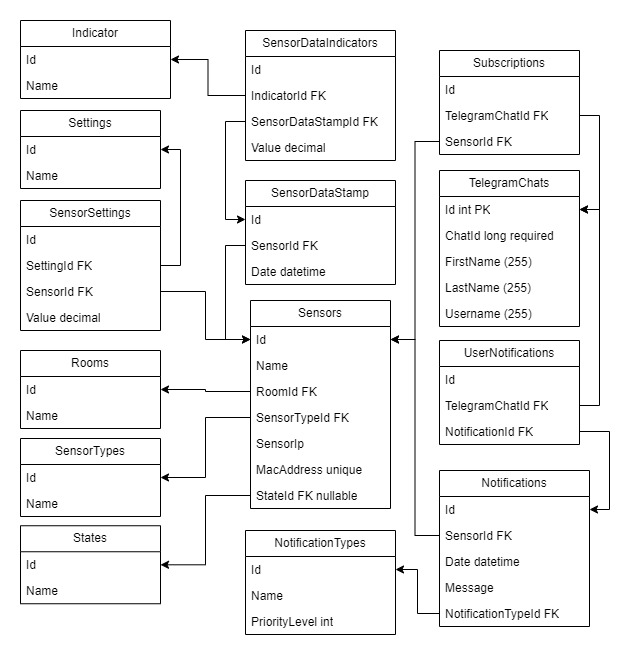 Indicator
Id
Name
Settings
Id
Name
SensorSettings
Id
SettingId FK
SensorId FK
Value decimal
Rooms
Id
Name
SensorTypes
Id
Name
States
Id
Name
SensorDataIndicators
Id
IndicatorId FK
SensorDataStampId FK
Value decimal
SensorDataStamp
Id
SensorId FK
Date datetime
Sensors
Id
Name
RoomId FK
SensorTypeId FK
SensorIp
MacAddress unique
StateId FK nullable
NotificationTypes
Id
Name
PriorityLevel int
Subscriptions
Id
TelegramChatId FK
SensorId FK
TelegramChats
Id int PK
ChatId long required
FirstName (255)
LastName (255)
Username (255)
UserNotifications
Id
TelegramChatId FK
NotificationId FK
Notifications
Id
SensorId FK
Date datetime
Message
NotificationTypeId FK